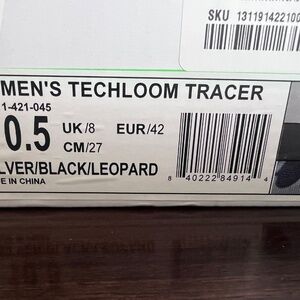 SKU 131191422100
MEN'S TECHLOOM TRACER
1-421-045
0.5 UK/8 EUR/42
CM/27
LVER/BLACK/LEOPARD
E IN CHINA
8 40222 84914 4